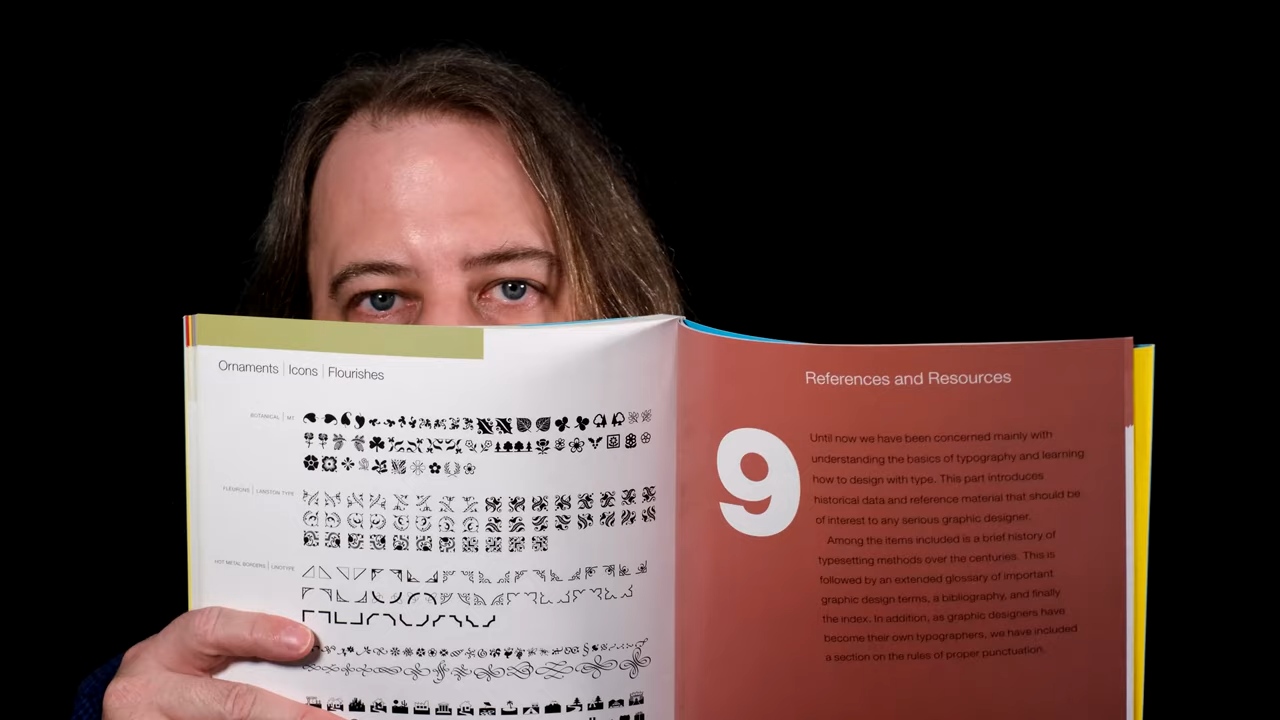 Ornaments | Icons | Flourishes
BOTANICAL | MT
FLEURONS | LANSTON TYPE
HOT METAL BORDERS | LINOTYPE
References and Resources
9
Until now we have been concerned mainly with
understanding the basics of typography and learning
how to design with type. This part introduces
historical data and reference material that should be
of interest to any serious graphic designer.
Among the items included is a brief history of
typesetting methods over the centuries. This is
followed by an extended glossary of important
graphic design terms, a bibliography, and finally
the index. In addition, as graphic designers have
become their own typographers, we have included
a section on the rules of proper punctuation.